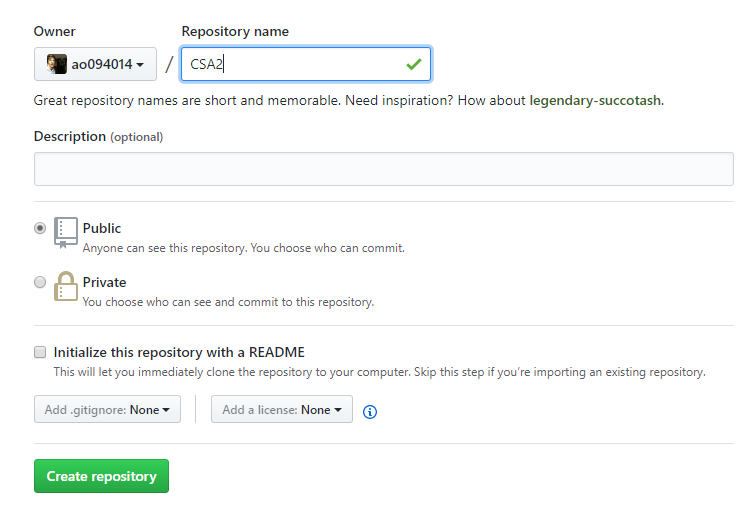 Owner
Repository name
ao094014 / CSA2
Great repository names are short and memorable. Need inspiration? How about legendary-succotash.
Description (optional)
Public
Anyone can see this repository. You choose who can commit.
Private
You choose who can see and commit to this repository.
Initialize this repository with a README
This will let you immediately clone the repository to your computer. Skip this step if you’re importing an existing repository.
Add .gitignore: None
Add a license: None
Create repository